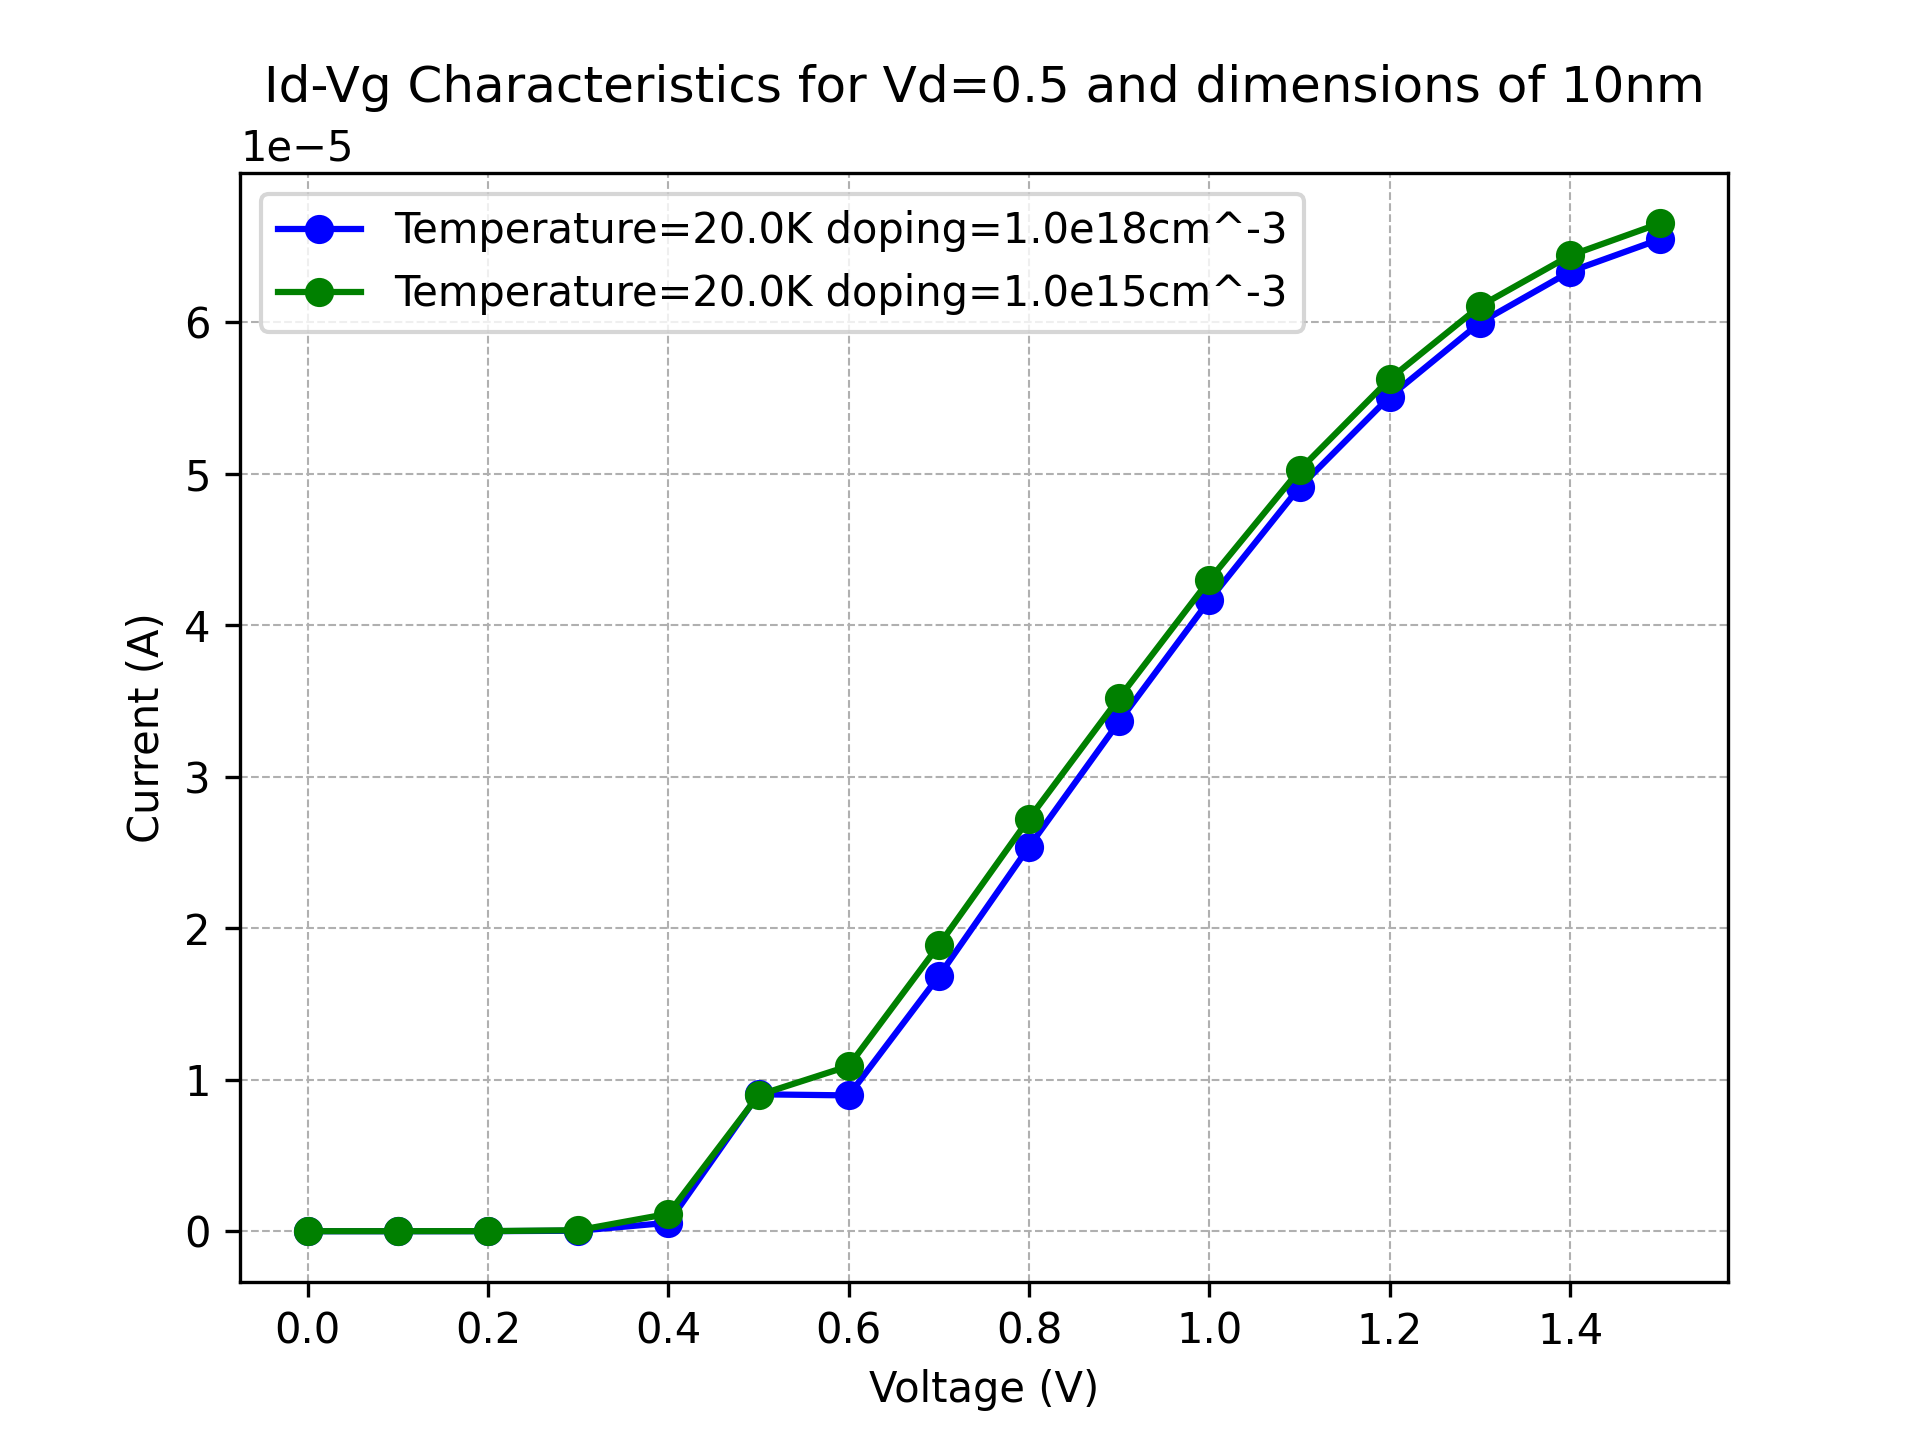 Id-Vg Characteristics for Vd=0.5 and dimensions of 10nm
1e−5
Temperature=20.0K doping=1.0e18cm^-3
Temperature=20.0K doping=1.0e15cm^-3
6
5
4
3
2
1
0
Current (A)
0.0 0.2 0.4 0.6 0.8 1.0 1.2 1.4
Voltage (V)